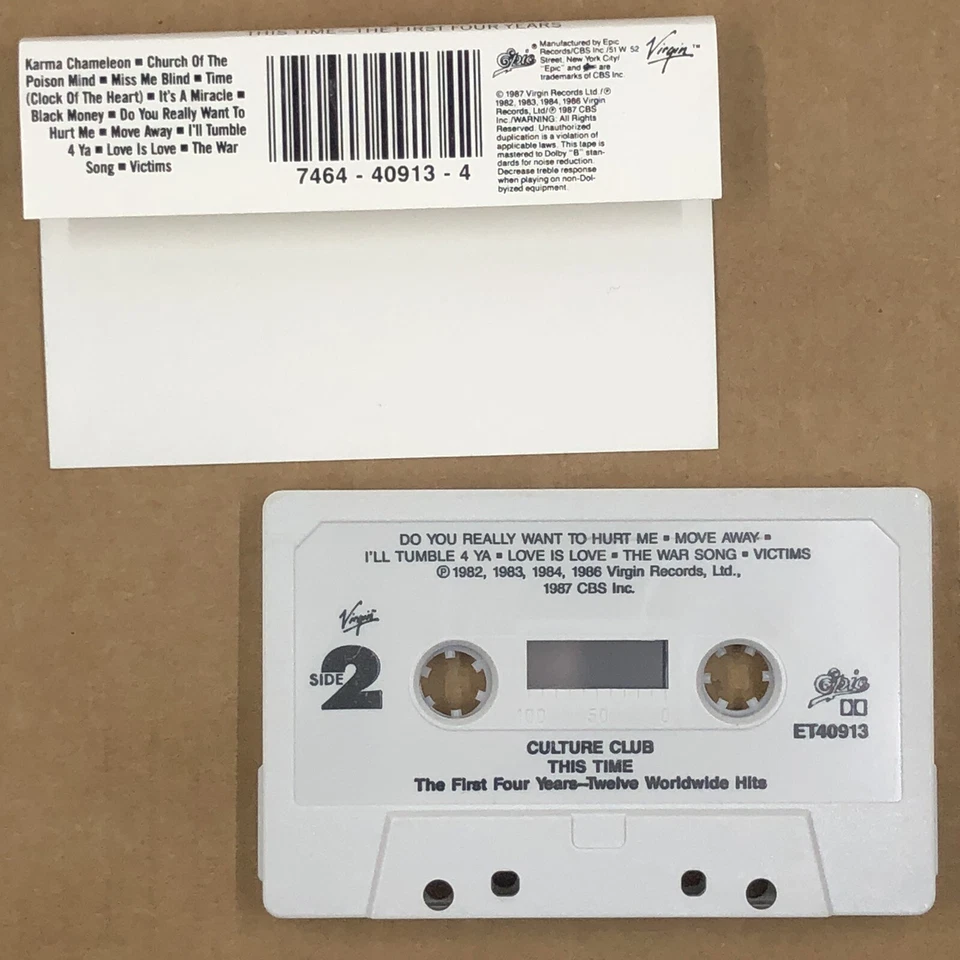 THIS TIME—THE FIRST FOUR YEARS
Karma Chameleon ▪ Church Of The
Poison Mind ▪ Miss Me Blind ▪ Time
(Clock Of The Heart) ▪ It's A Miracle ▪
Black Money ▪ Do You Really Want To
Hurt Me ▪ Move Away ▪ I'll Tumble
4 Ya ▪ Love Is Love ▪ The War
Song ▪ Victims
7464 - 40913 - 4
Epic®
Manufactured by Epic
Records/CBS Inc./51 W. 52
Street, New York City/
"Epic" and are
trademarks of CBS Inc.
Virgin™
© 1987 Virgin Records Ltd./℗
1982, 1983, 1984, 1986 Virgin
Records, Ltd/℗ 1987 CBS
Inc./WARNING: All Rights
Reserved. Unauthorized
duplication is a violation of
applicable laws. This tape is
mastered to Dolby "B" stan-
dards for noise reduction.
Decrease treble response
when playing on non-Dol-
byized equipment.
DO YOU REALLY WANT TO HURT ME ▪ MOVE AWAY ▪
I'LL TUMBLE 4 YA ▪ LOVE IS LOVE ▪ THE WAR SONG ▪ VICTIMS
℗ 1982, 1983, 1984, 1986 Virgin Records, Ltd.,
1987 CBS Inc.
Virgin™
SIDE 2
100 50 0
Epic
ET40913
CULTURE CLUB
THIS TIME
The First Four Years—Twelve Worldwide Hits